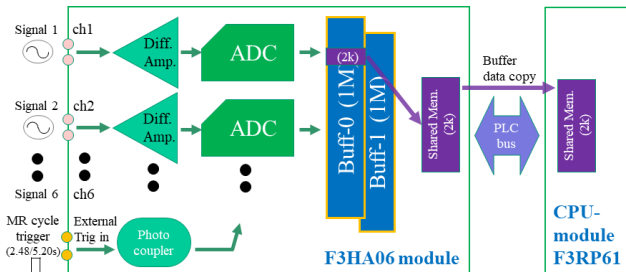 Signal 1
ch1
Diff.
Amp.
ADC
Signal 2
ch2
Diff.
Amp.
ADC
Signal 6
ch6
MR cycle
trigger
(2.48/5.20s)
External
Trig in
Photo
coupler
(2k)
Buff-0 (1M)
Buff-1 (1M)
Shared Mem.
(2k)
F3HA06 module
Buffer
data copy
PLC
bus
Shared Mem.
(2k)
CPU-
module
F3RP61